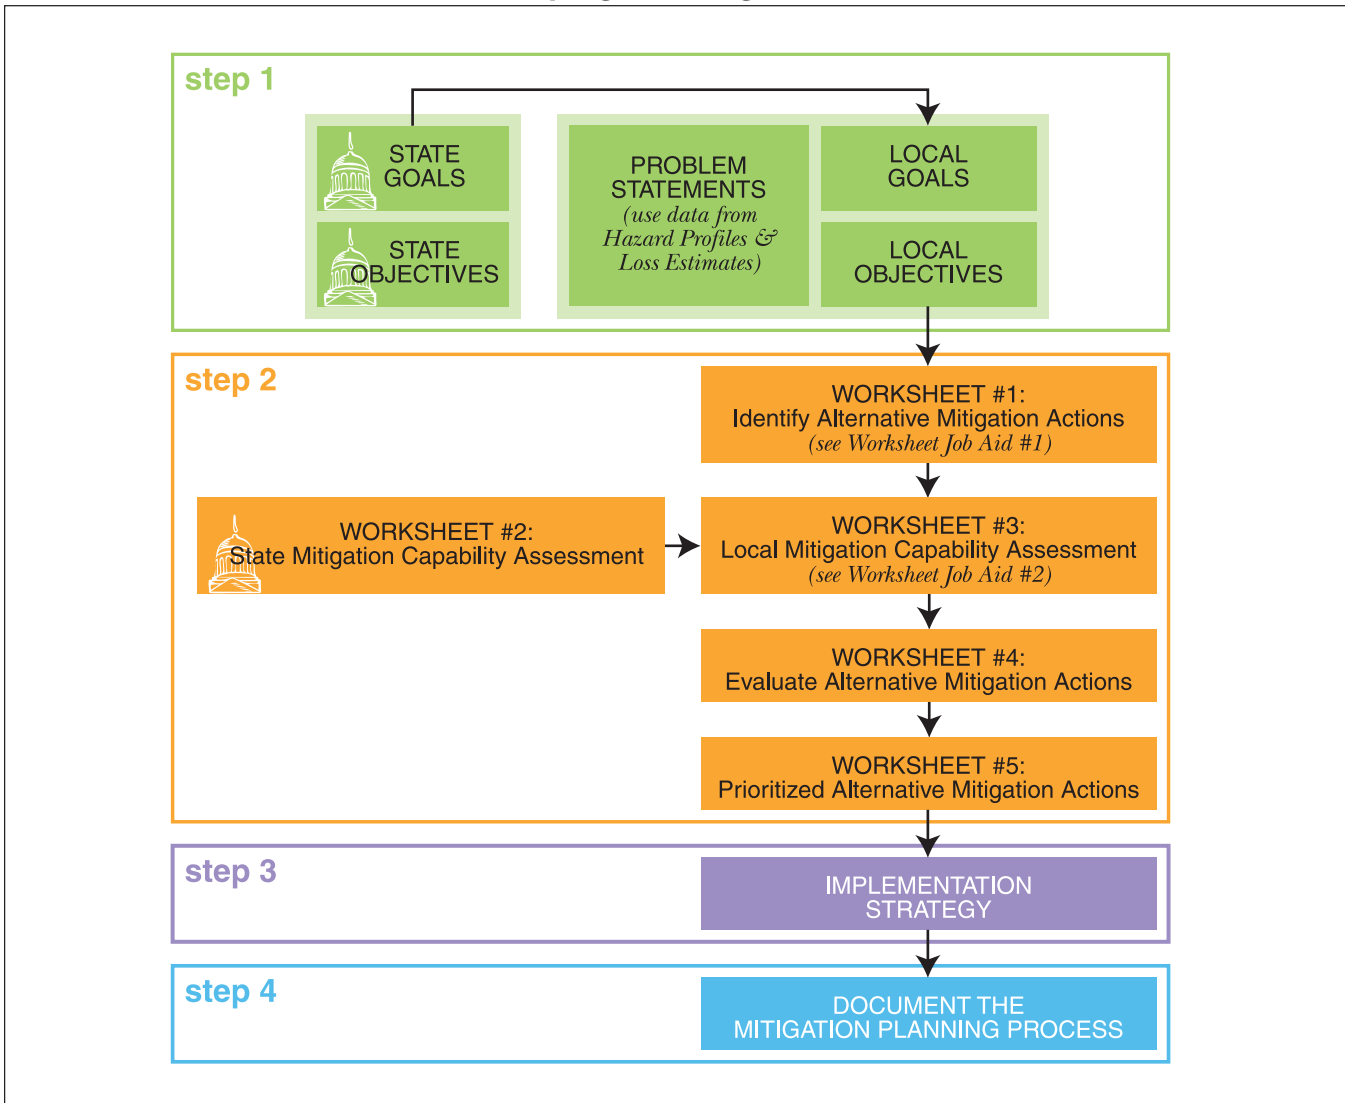 step 1
STATE
GOALS
STATE
OBJECTIVES
PROBLEM
STATEMENTS
(use data from
Hazard Profiles &
Loss Estimates)
LOCAL
GOALS
LOCAL
OBJECTIVES
step 2
WORKSHEET #1:
Identify Alternative Mitigation Actions
(see Worksheet Job Aid #1)
WORKSHEET #2:
State Mitigation Capability Assessment
WORKSHEET #3:
Local Mitigation Capability Assessment
(see Worksheet Job Aid #2)
WORKSHEET #4:
Evaluate Alternative Mitigation Actions
WORKSHEET #5:
Prioritized Alternative Mitigation Actions
step 3
IMPLEMENTATION
STRATEGY
step 4
DOCUMENT THE
MITIGATION PLANNING PROCESS